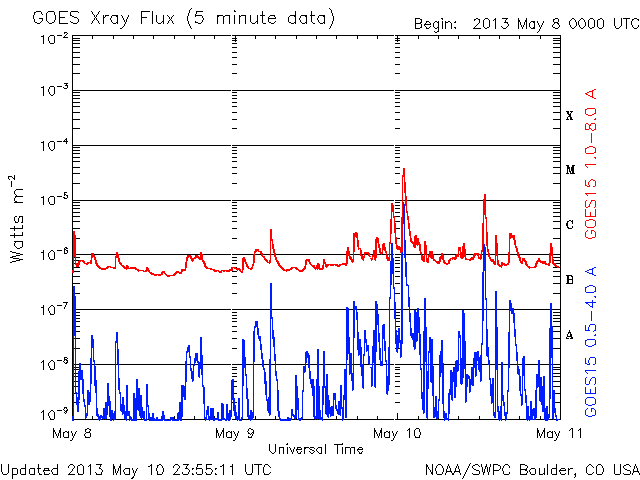 GOES Xray Flux (5 minute data)
Begin: 2013 May 8 0000 UTC
10⁻²
10⁻³
10⁻⁴
10⁻⁵
10⁻⁶
10⁻⁷
10⁻⁸
10⁻⁹
Watts m⁻²
X
M
C
B
A
GOES15 1.0-8.0 A
GOES15 0.5-4.0 A
May 8
May 9
May 10
May 11
Universal Time
Updated 2013 May 10 23:55:11 UTC
NOAA/SWPC Boulder, CO USA